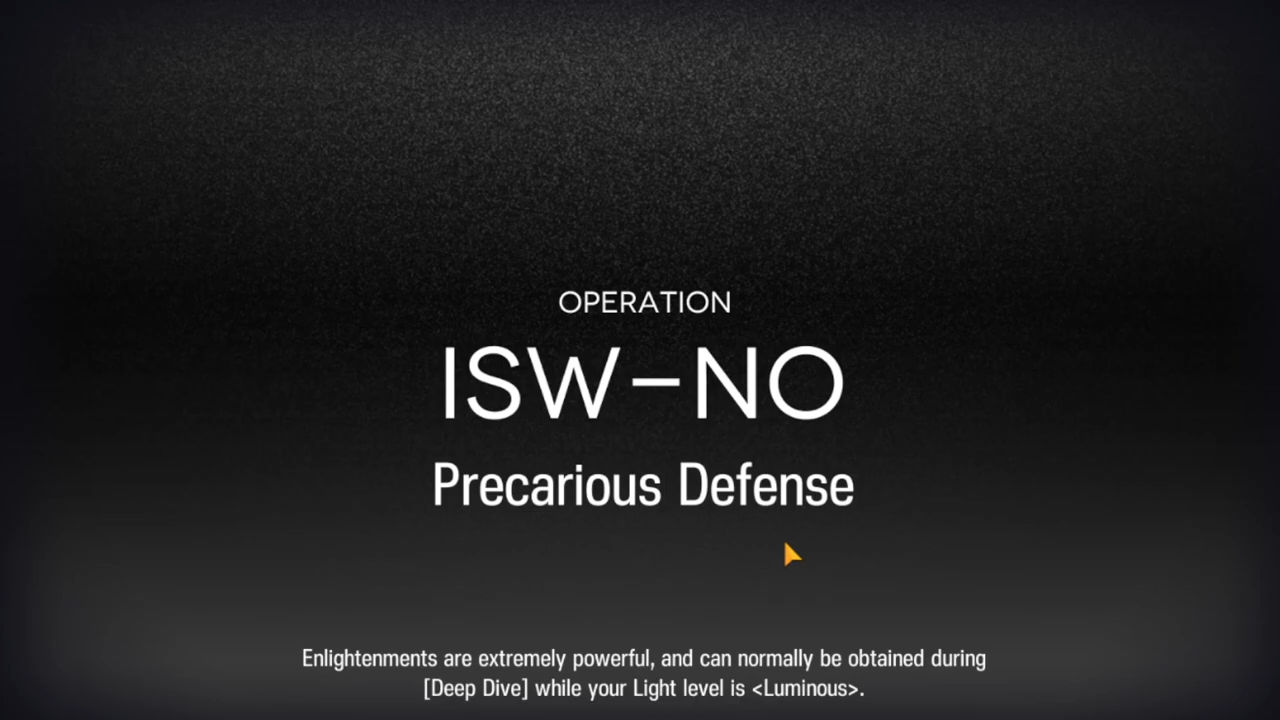 OPERATION
ISW-NO
Precarious Defense
Enlightenments are extremely powerful, and can normally be obtained during
[Deep Dive] while your Light level is <Luminous>.